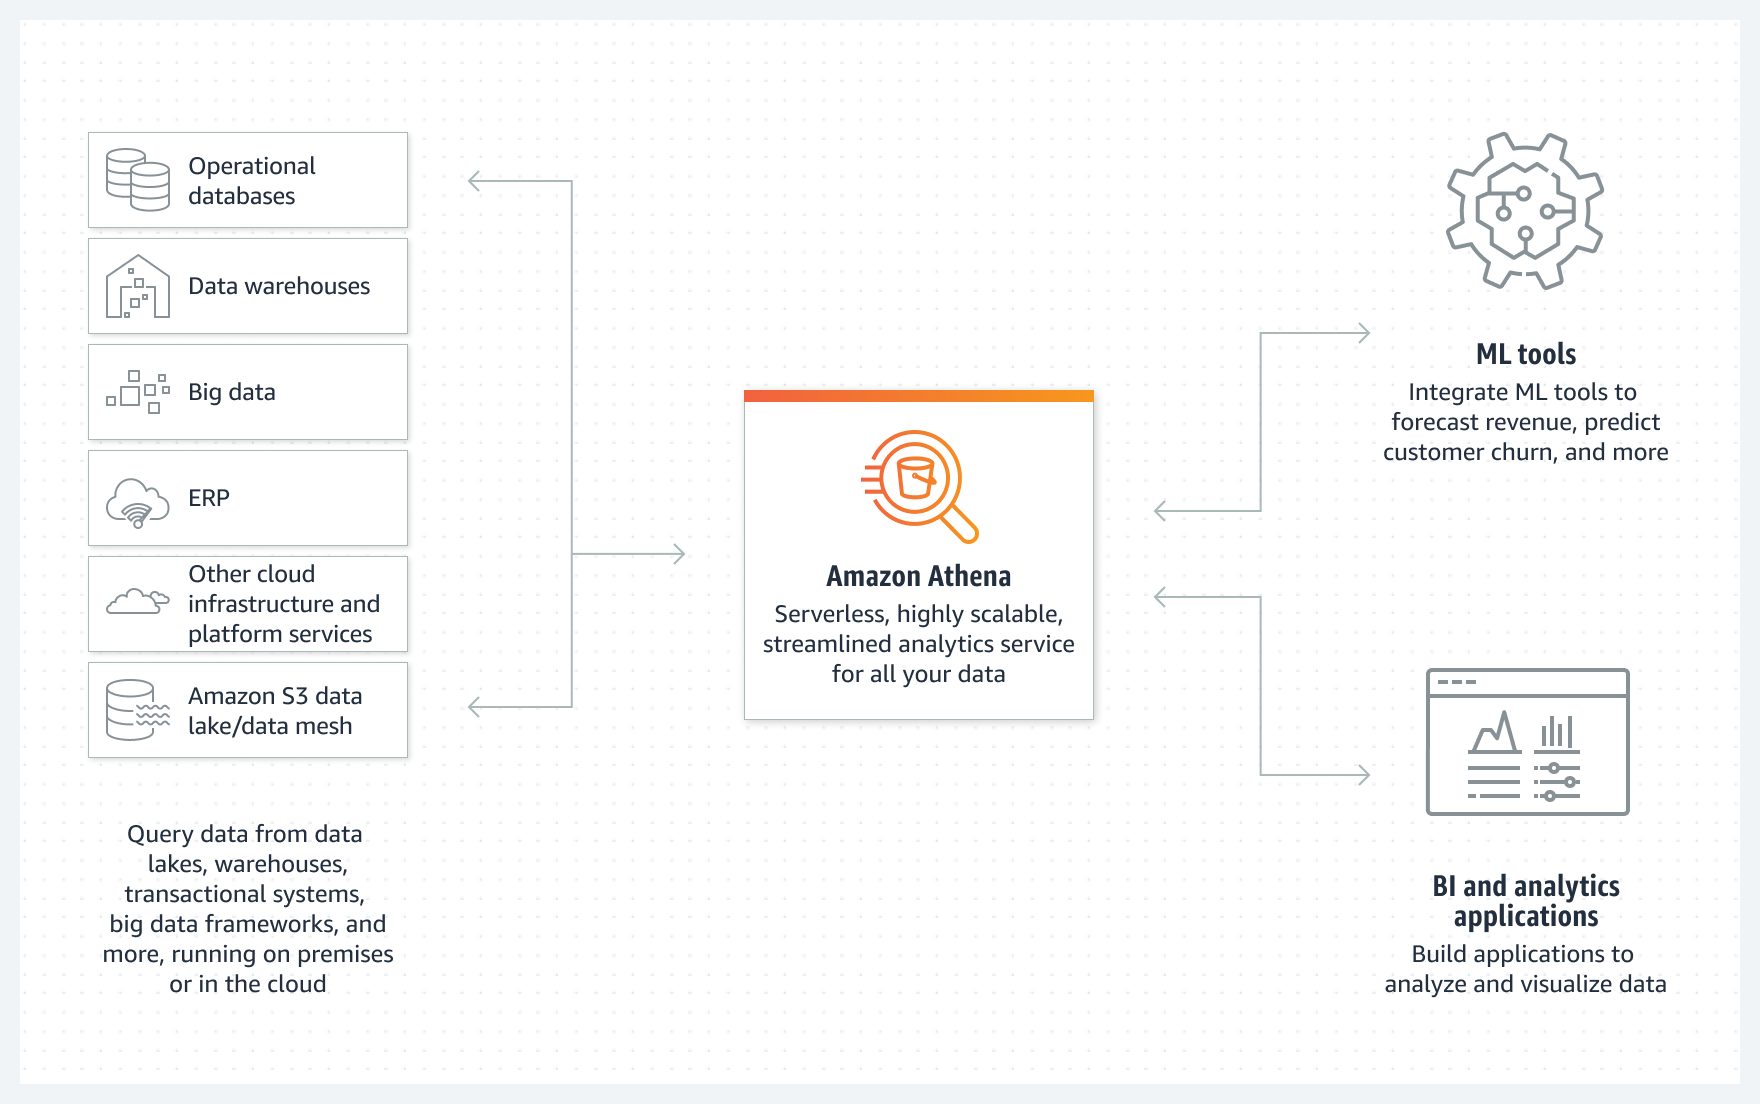 Operational
databases
Data warehouses
Big data
ERP
Other cloud
infrastructure and
platform services
Amazon S3 data
lake/data mesh
Query data from data
lakes, warehouses,
transactional systems,
big data frameworks, and
more, running on premises
or in the cloud
Amazon Athena
Serverless, highly scalable,
streamlined analytics service
for all your data
ML tools
Integrate ML tools to
forecast revenue, predict
customer churn, and more
BI and analytics
applications
Build applications to
analyze and visualize data